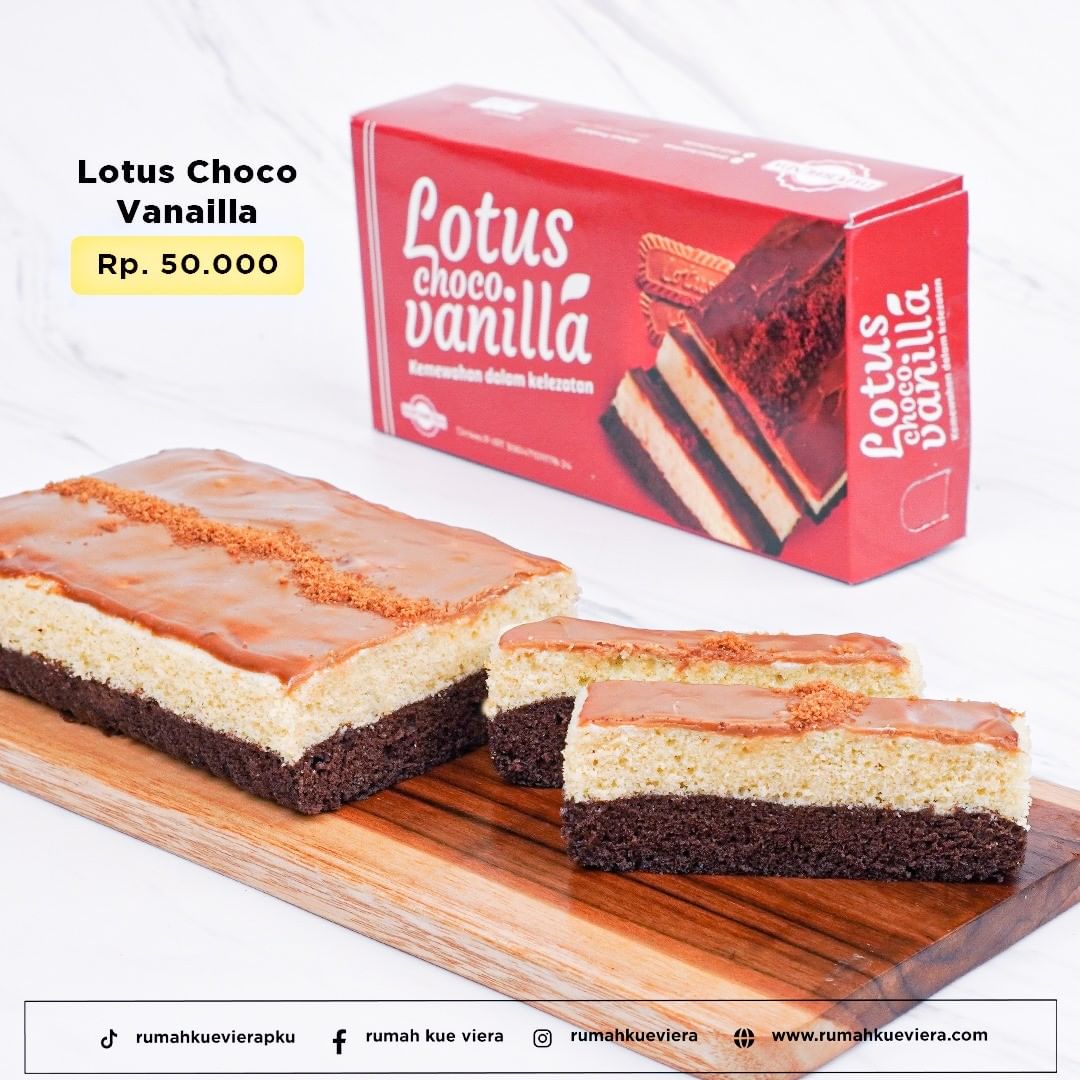 Lotus Choco
Vanailla
Rp. 50.000
Lotus
choco
vanilla
Kemewahan dalam kelezatan
Lotus
choco
vanilla
Kemewahan dalam kelezatan
rumahkuevierapku
rumah kue viera
rumahkueviera
www.rumahkueviera.com